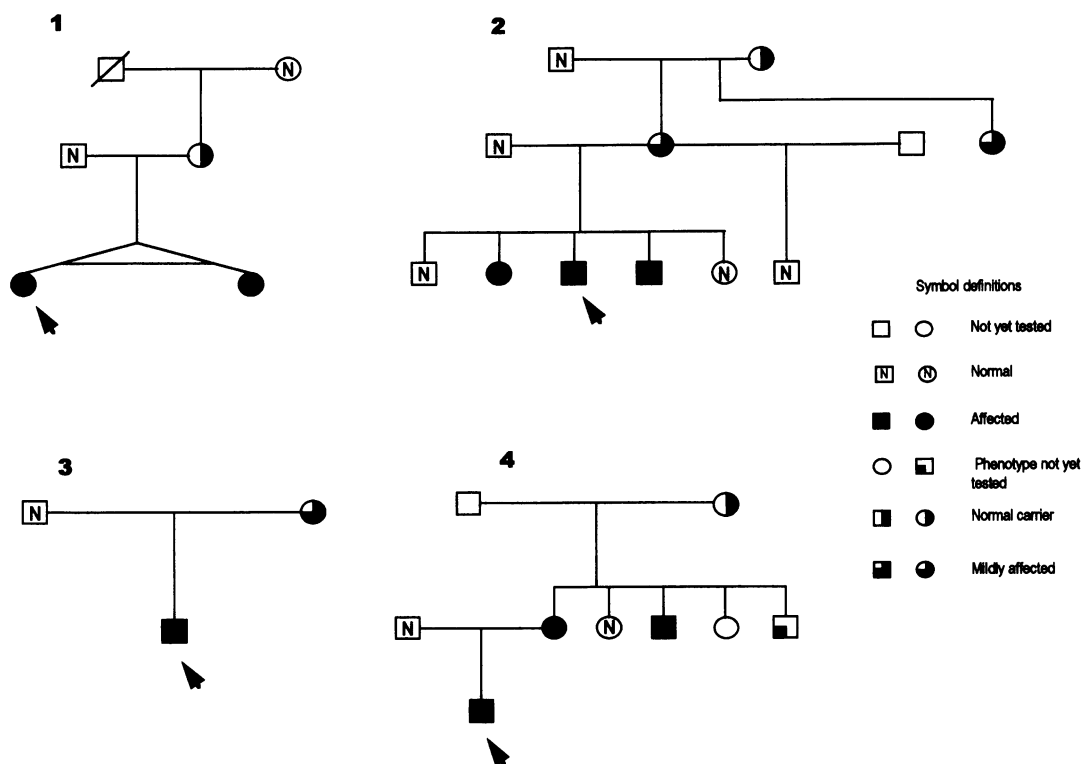 1
2
N
N
N
N
N
N
N
N
Symbol definitions
Not yet tested
N N Normal
Affected
Phenotype not yet
tested
Normal carrier
Mildly affected
3
4
N
N
N